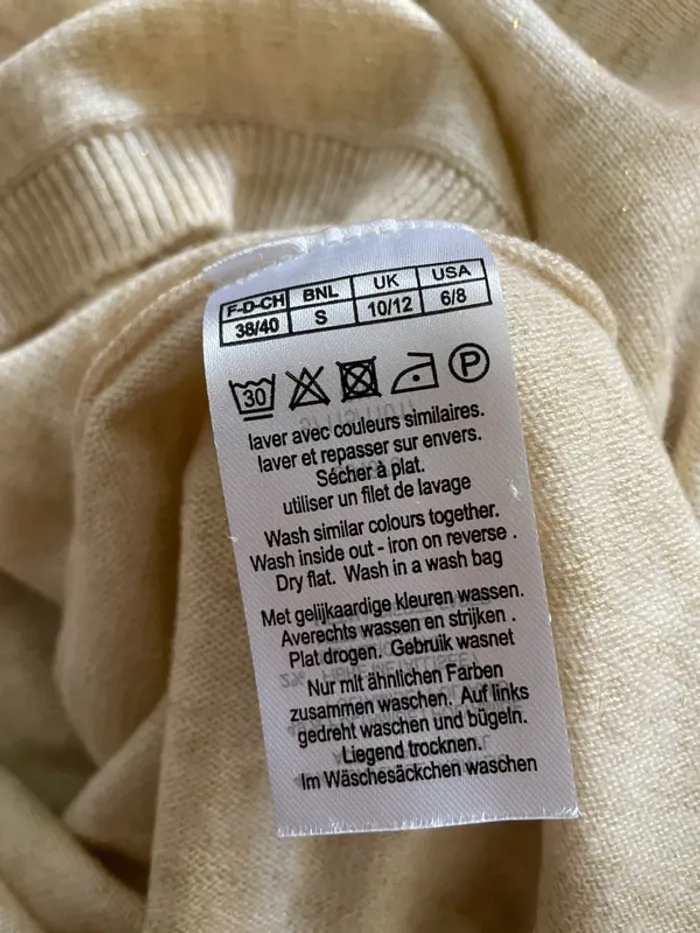 F-D-CH BNL UK USA
38/40 S 10/12 6/8
30 P
laver avec couleurs similaires.
laver et repasser sur envers.
Sécher à plat.
utiliser un filet de lavage
Wash similar colours together.
Wash inside out - iron on reverse .
Dry flat. Wash in a wash bag
Met gelijkaardige kleuren wassen.
Averechts wassen en strijken .
Plat drogen. Gebruik wasnet
Nur mit ähnlichen Farben
zusammen waschen. Auf links
gedreht waschen und bügeln.
Liegend trocknen.
Im Wäschesäckchen waschen